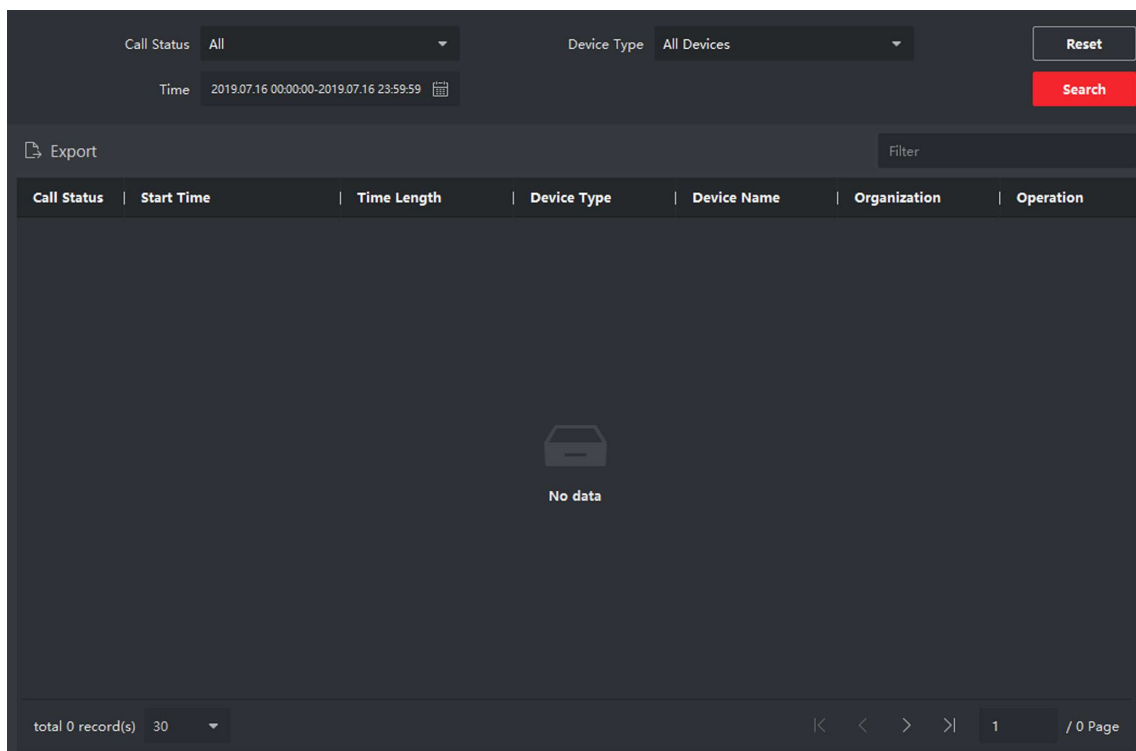 Call Status All Device Type All Devices Reset
Time 2019.07.16 00:00:00-2019.07.16 23:59:59 Search
Export Filter
Call Status | Start Time | Time Length | Device Type | Device Name | Organization | Operation
No data
total 0 record(s) 30 1 / 0 Page